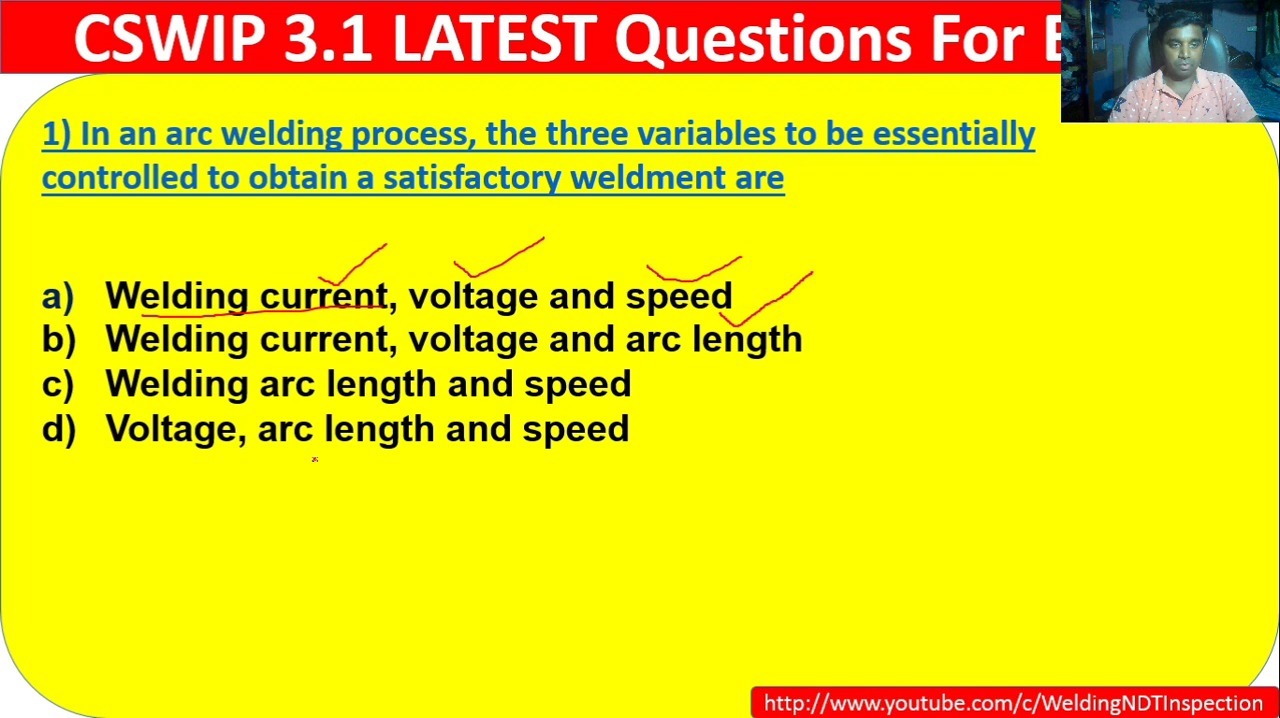 CSWIP 3.1 LATEST Questions For
1) In an arc welding process, the three variables to be essentially
controlled to obtain a satisfactory weldment are
a) Welding current, voltage and speed
b) Welding current, voltage and arc length
c) Welding arc length and speed
d) Voltage, arc length and speed
http://www.youtube.com/c/WeldingNDTInspection